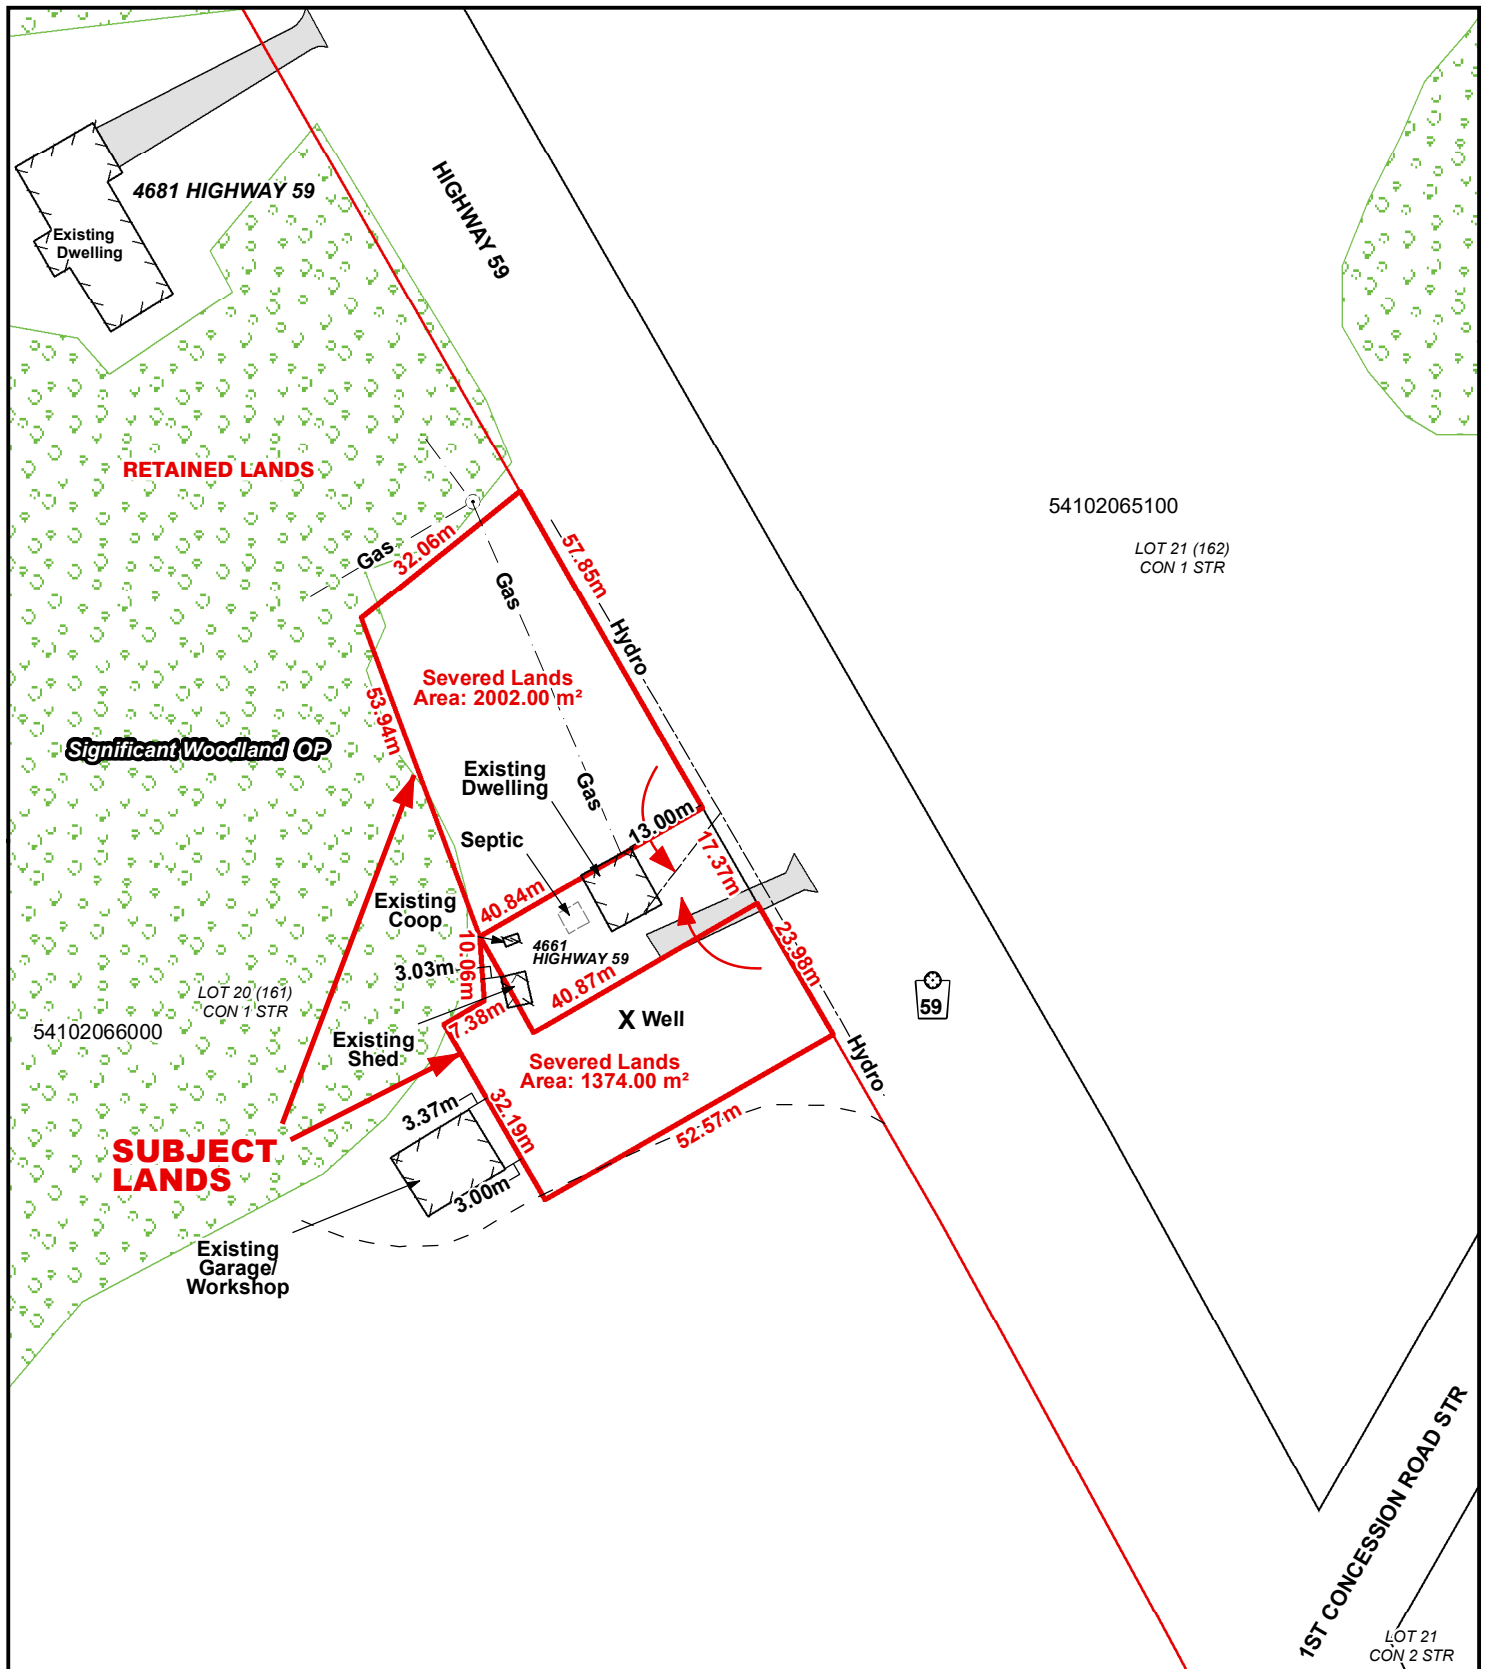 4681 HIGHWAY 59
Existing
Dwelling
HIGHWAY 59
RETAINED LANDS
54102065100
LOT 21 (162)
CON 1 STR
Gas
32.06m
57.85m
Gas
Hydro
Severed Lands
Area: 2002.00 m²
53.94m
Significant Woodland OP
Existing
Dwelling
Gas
13.00m
Septic
17.37m
40.84m
Existing
Coop
10.06m
4661
HIGHWAY 59
23.98m
3.03m
40.87m
LOT 20 (161)
CON 1 STR
54102066000
7.38m
X Well
59
Existing
Shed
Hydro
Severed Lands
Area: 1374.00 m²
3.37m
32.19m
52.57m
SUBJECT
LANDS
3.00m
Existing
Garage/
Workshop
1ST CONCESSION ROAD STR
LOT 21
CON 2 STR